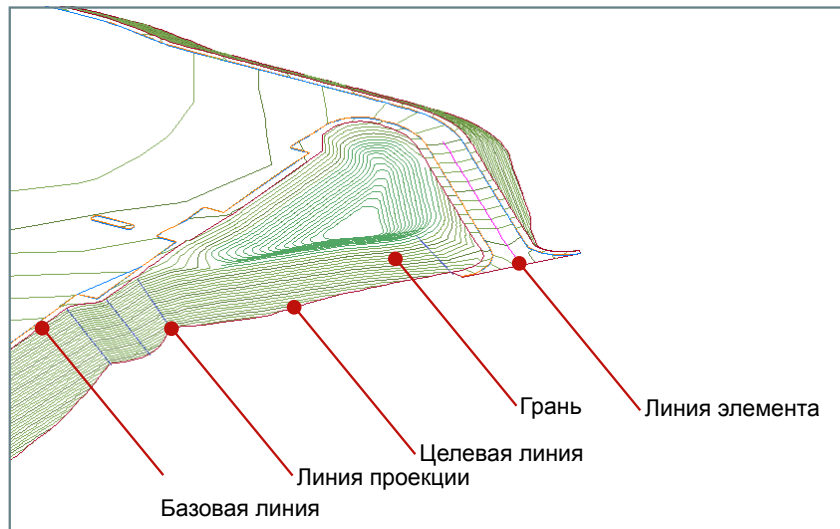 Грань
Линия элемента
Целевая линия
Линия проекции
Базовая линия